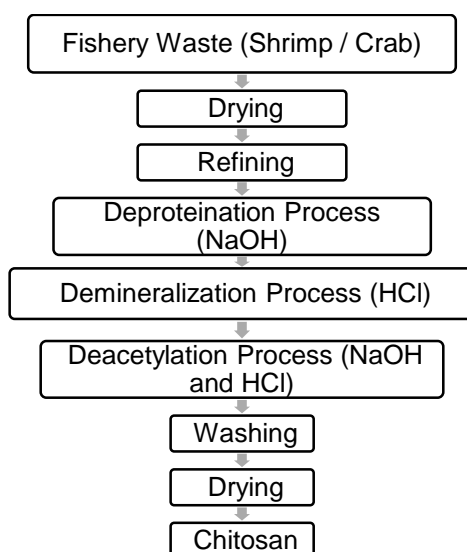 Fishery Waste (Shrimp / Crab)
Drying
Refining
Deproteination Process
(NaOH)
Demineralization Process (HCl)
Deacetylation Process (NaOH
and HCl)
Washing
Drying
Chitosan